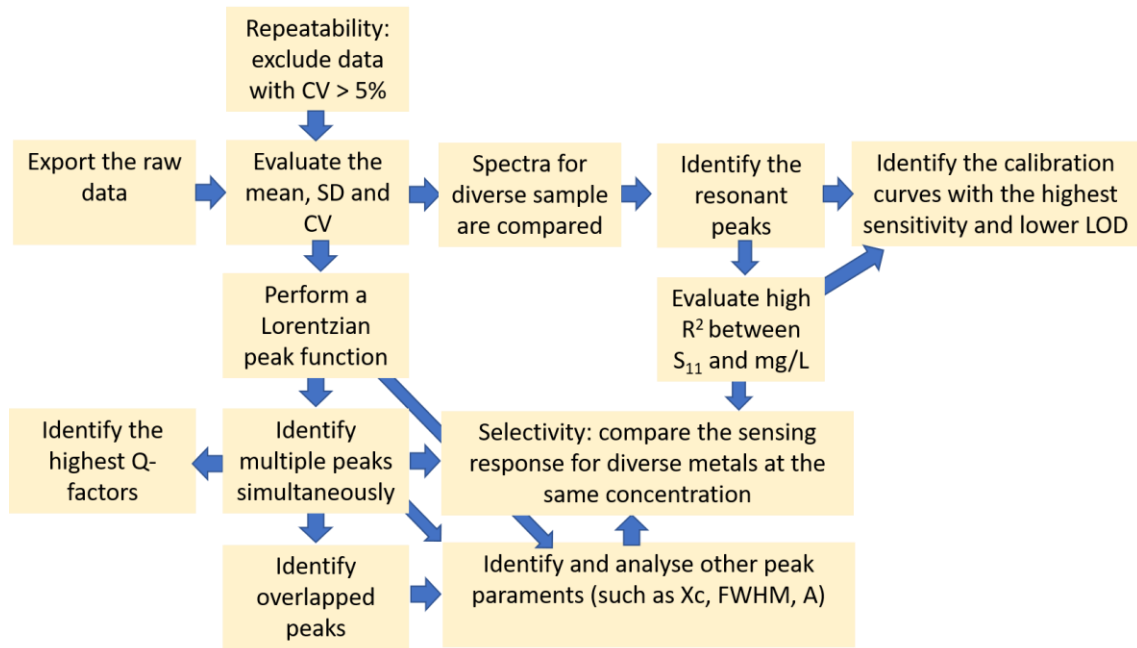 Repeatability:
exclude data
with CV > 5%
Export the raw
data
Evaluate the
mean, SD and
CV
Spectra for
diverse sample
are compared
Identify the
resonant
peaks
Identify the calibration
curves with the highest
sensitivity and lower LOD
Perform a
Lorentzian
peak function
Evaluate high
R² between
S₁₁ and mg/L
Identify the
highest Q-
factors
Identify
multiple peaks
simultaneously
Selectivity: compare the sensing
response for diverse metals at the
same concentration
Identify
overlapped
peaks
Identify and analyse other peak
parament (such as Xc, FWHM, A)